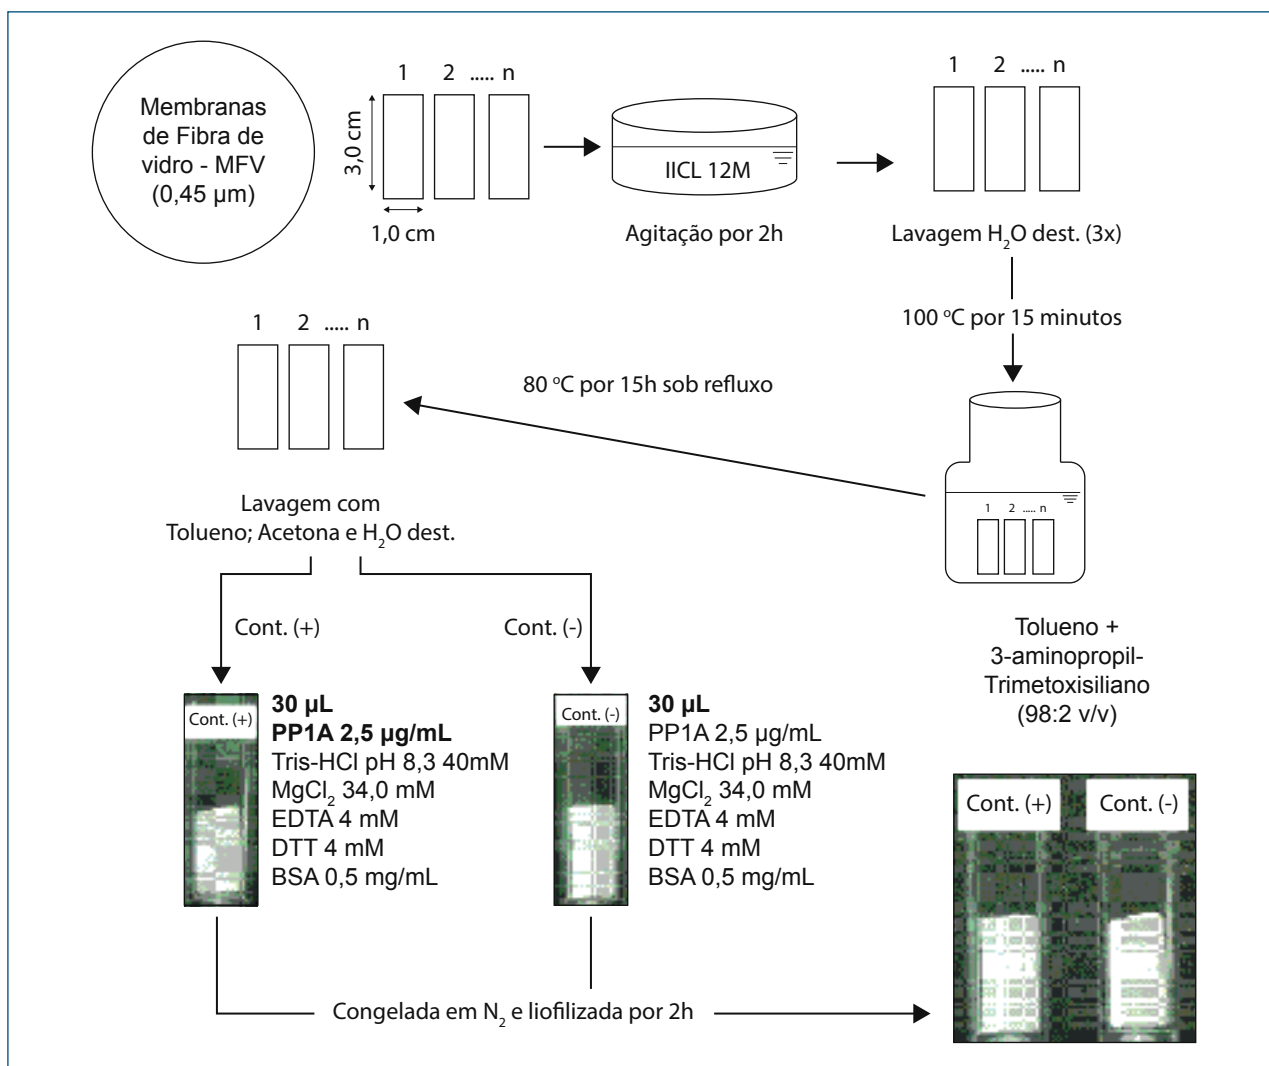 Membranas
de Fibra de
vidro - MFV
(0,45 µm)
1 2 ..... n
3,0 cm
1,0 cm
IICL 12M
Agitação por 2h
1 2 ..... n
Lavagem H₂O dest. (3x)
100 °C por 15 minutos
1 2 ..... n
Tolueno +
3-aminopropil-
Trimetoxisiliano
(98:2 v/v)
80 °C por 15h sob refluxo
1 2 ..... n
Lavagem com
Tolueno; Acetona e H₂O dest.
Cont. (+)
Cont. (-)
Cont. (+)
30 µL
PP1A 2,5 µg/mL
Tris-HCl pH 8,3 40mM
MgCl₂ 34,0 mM
EDTA 4 mM
DTT 4 mM
BSA 0,5 mg/mL
Cont. (-)
30 µL
PP1A 2,5 µg/mL
Tris-HCl pH 8,3 40mM
MgCl₂ 34,0 mM
EDTA 4 mM
DTT 4 mM
BSA 0,5 mg/mL
Congelada em N₂ e liofilizada por 2h
Cont. (+) Cont. (-)